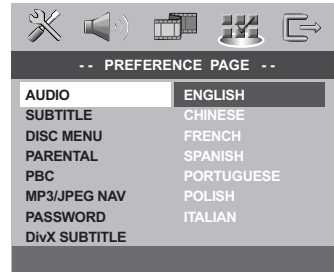 -- PREFERENCE PAGE --
AUDIO ENGLISH
SUBTITLE CHINESE
DISC MENU FRENCH
PARENTAL SPANISH
PBC PORTUGUESE
MP3/JPEG NAV POLISH
PASSWORD ITALIAN
DivX SUBTITLE